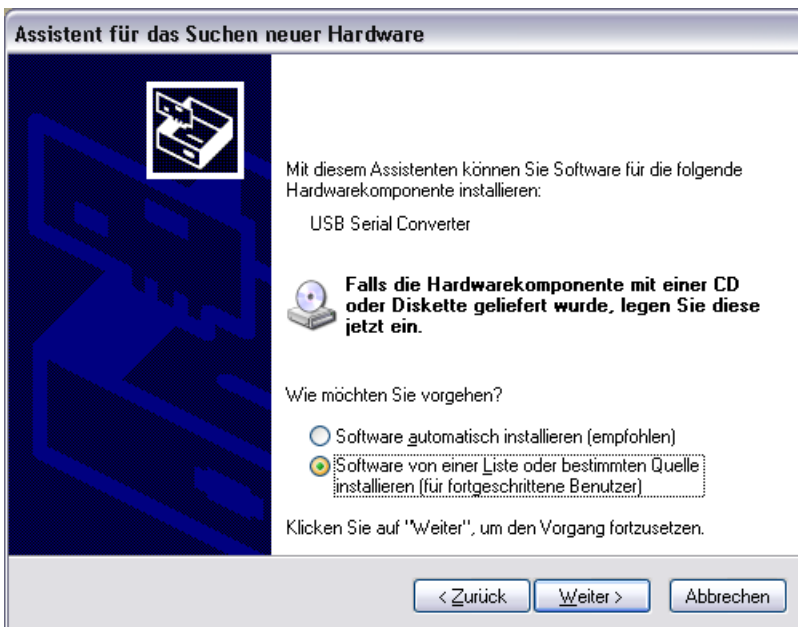 Assistent für das Suchen neuer Hardware
Mit diesem Assistenten können Sie Software für die folgende
Hardwarekomponente installieren:
USB Serial Converter
Falls die Hardwarekomponente mit einer CD
oder Diskette geliefert wurde, legen Sie diese
jetzt ein.
Wie möchten Sie vorgehen?
Software automatisch installieren (empfohlen)
Software von einer Liste oder bestimmten Quelle
installieren (für fortgeschrittene Benutzer)
Klicken Sie auf "Weiter", um den Vorgang fortzusetzen.
< Zurück Weiter > Abbrechen